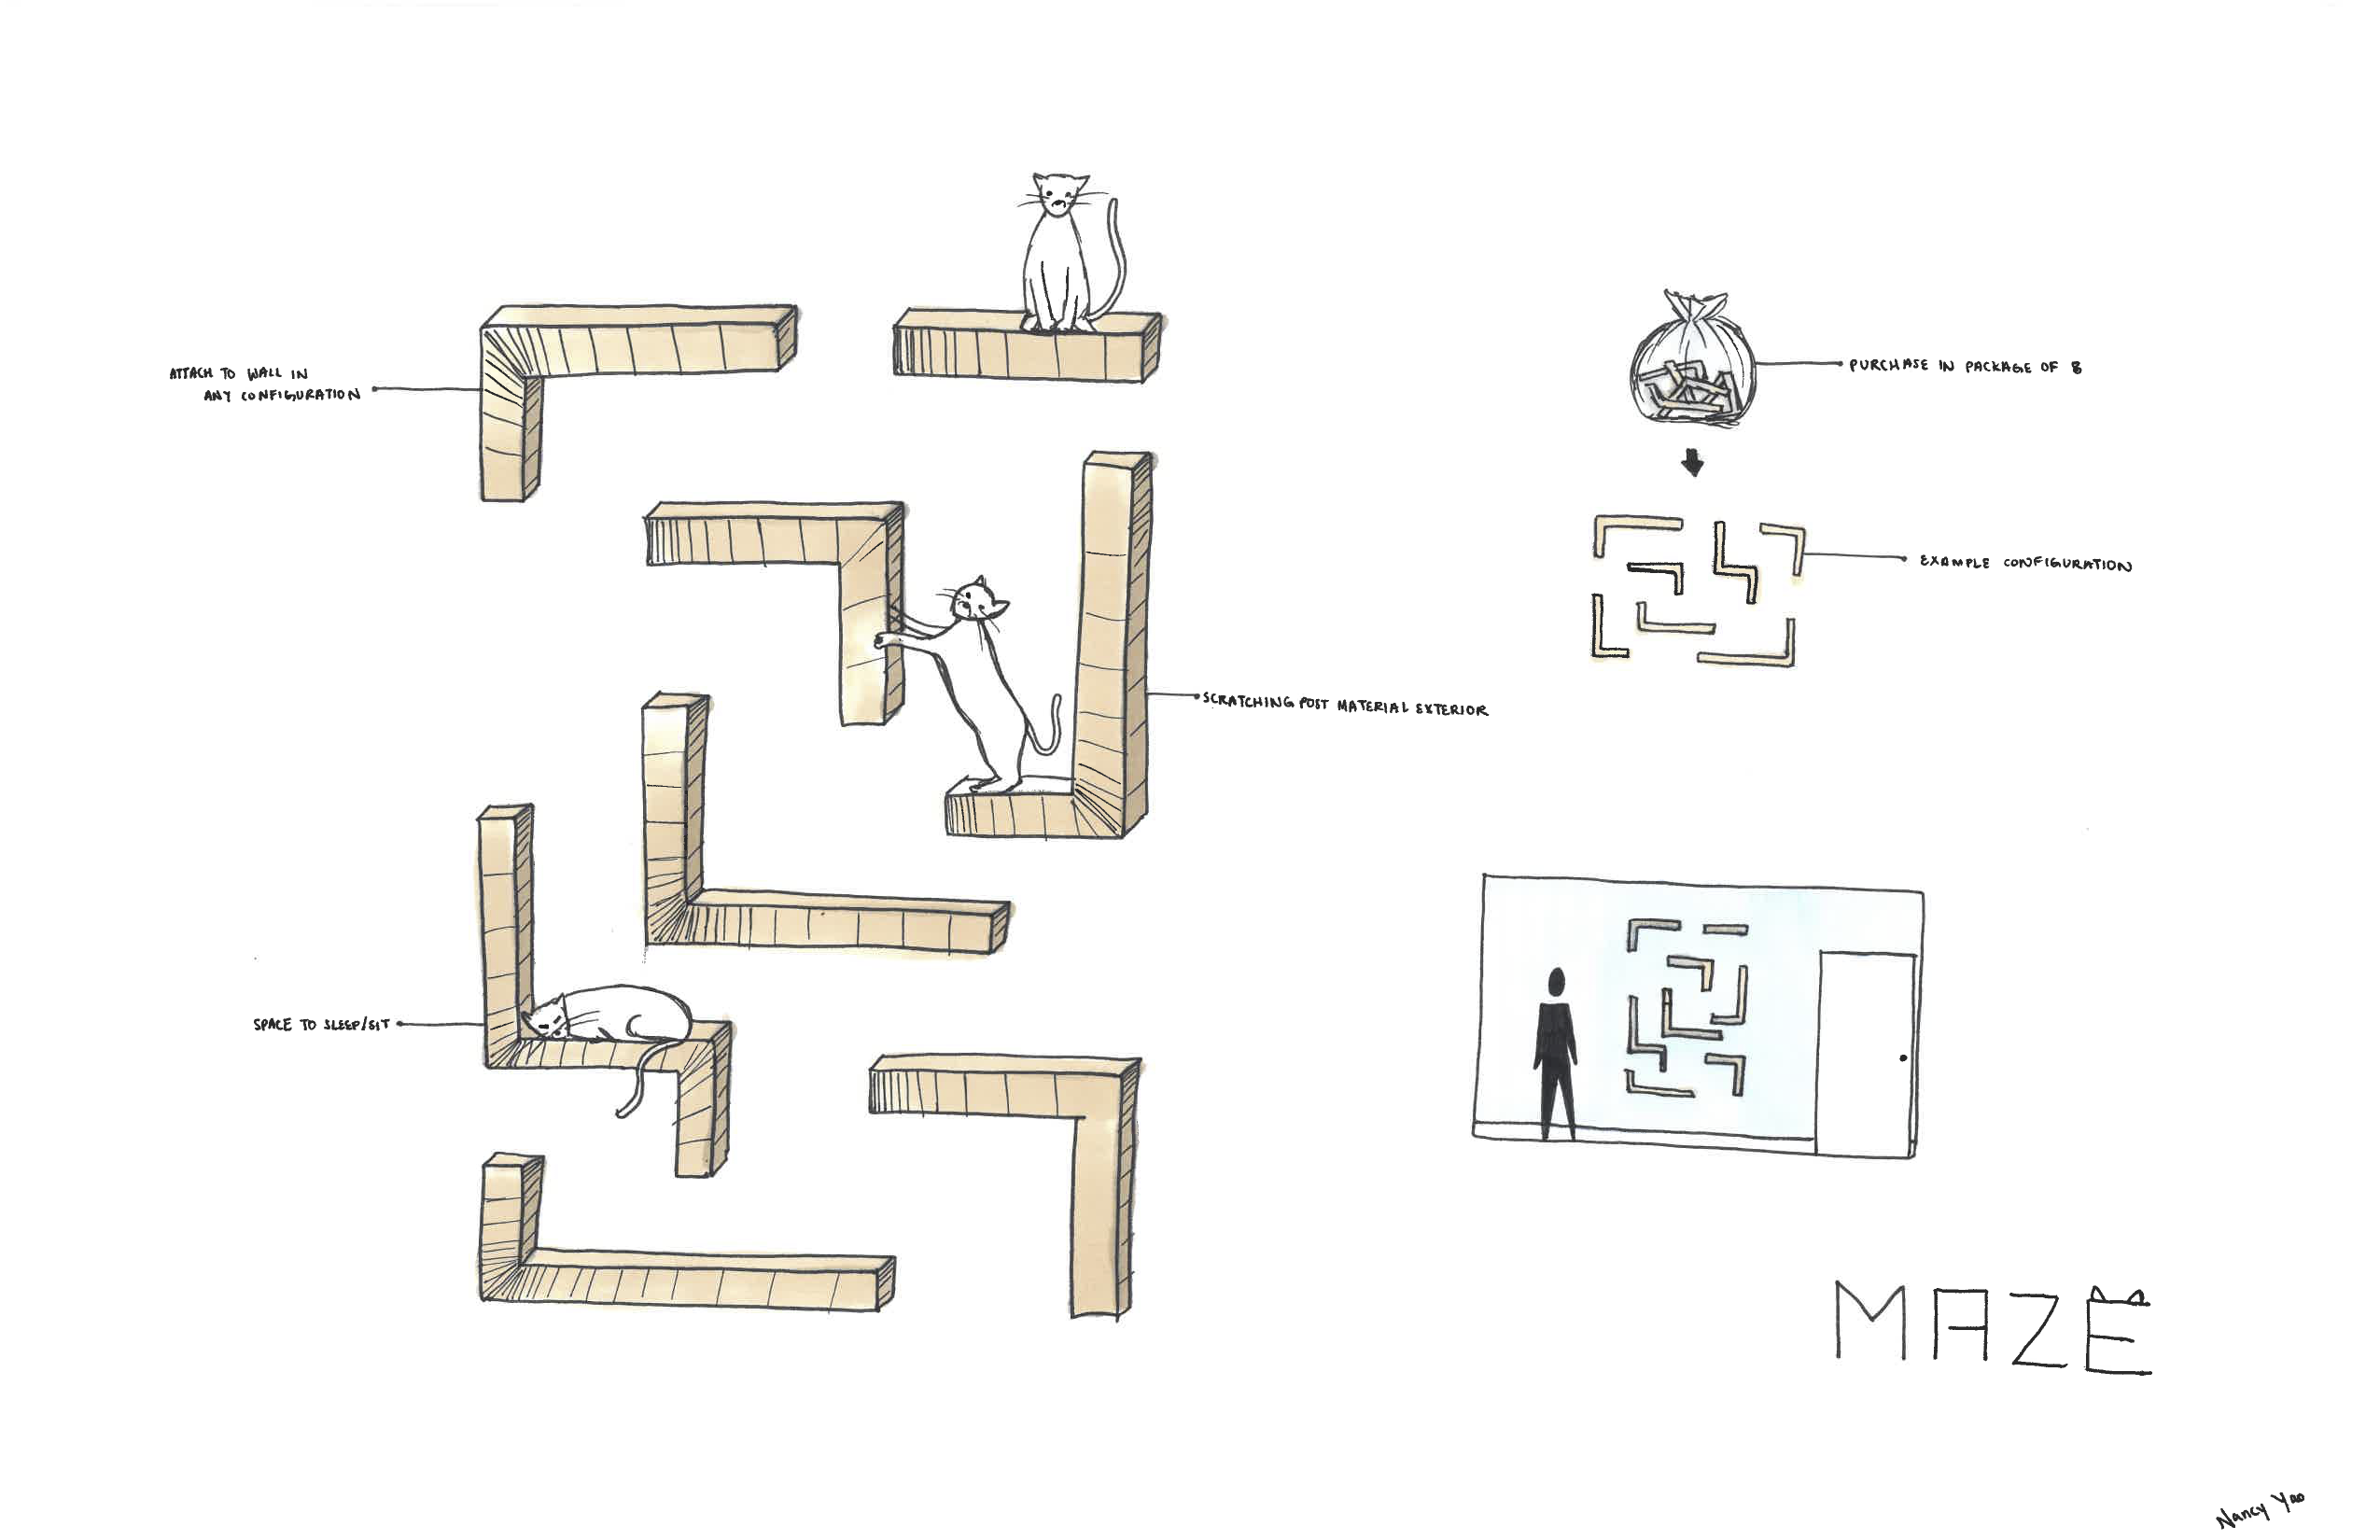 ATTACH TO WALL IN
ANY CONFIGURATION
PURCHASE IN PACKAGE OF 8
EXAMPLE CONFIGURATION
SCRATCHING POST MATERIAL EXTERIOR
SPACE TO SLEEP/SIT
MAZE
Nancy Yao